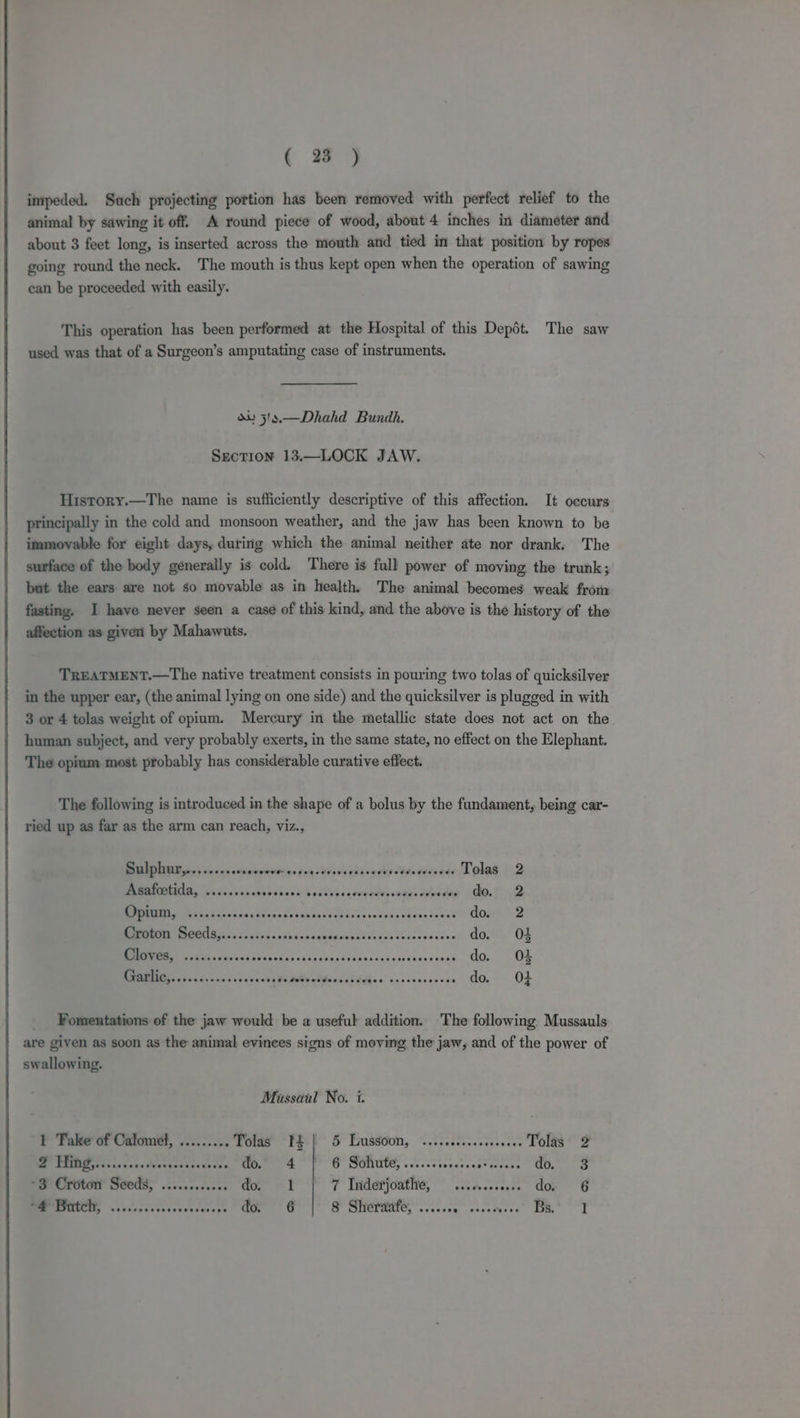 ( 23 )
impeded. Such projecting portion has been removed with perfect relief to the
animal by sawing it off. A round piece of wood, about 4 inches in diameter and
about 3 feet long, is inserted across the mouth and tied in that position by ropes
going round the neck. The mouth is thus kept open when the operation of sawing
can be proceeded with easily.
This operation has been performed at the Hospital of this Depôt. The saw
used was that of a Surgeon's amputating case of instruments.
—Dhahd Bundh.
SECTION 13.—LOCK JAW.
HISTORY.—The name is sufficiently descriptive of this affection. It occurs
principally in the cold and monsoon weather, and the jaw has been known to be
immovable for eight days, during which the animal neither ate nor drank. The
surface of the body generally is cold. There is full power of moving the trunk;
but the ears are not so movable as in health. The animal becomes weak from
fasting. I have never seen a case of this kind, and the above is the history of the
affection as given by Mahawuts.
TREATMENT.—The native treatment consists in pouring two tolas of quicksilver
in the upper ear, (the animal lying on one side) and the quicksilver is plugged in with
3 or 4 tolas weight of opium. Mercury in the metallic state does not act on the
human subject, and very probably exerts, in the same state, no effect on the Elephant.
The opium most probably has considerable curative effect.
The following is introduced in the shape of a bolus by the fundament, being car-
ried up as far as the arm can reach, viz.,
Sulphur, ........ Tolas 2
Asafœtida, ........ do. 2
Opium, ........ do. 2
Croton Seeds, ........ do. 0½
Cloves, ........ do. 0½
Garlic, ........ do. 0½
Fomentations of the jaw would be a useful addition. The following Mussauls
are given as soon as the animal evinces signs of moving the jaw, and of the power of
swallowing.
Mussaul No. i.
1 Take of Calomel, ......... Tolas 1½ | 5 Lussoon, ........ Tolas 2
2 Hing, ........ do. 4 | 6 Sohute, ........ do. 3
3 Croton Seeds, ........ do. 1 | 7 Inderjoathe, ........ do. 6
4 Butch, ........ do. 6 | 8 Sheraafe, ........ Bs. 1